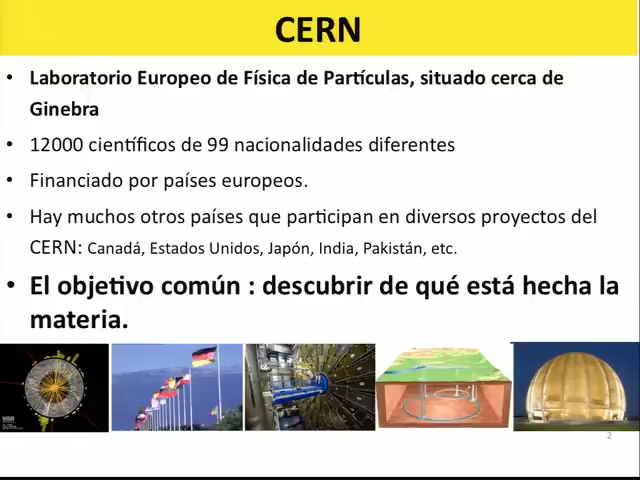 CERN
• Laboratorio Europeo de Física de Partículas, situado cerca de
Ginebra
• 12000 científicos de 99 nacionalidades diferentes
• Financiado por países europeos.
• Hay muchos otros países que participan en diversos proyectos del
CERN: Canadá, Estados Unidos, Japón, India, Pakistán, etc.
• El objetivo común : descubrir de qué está hecha la
materia.
2